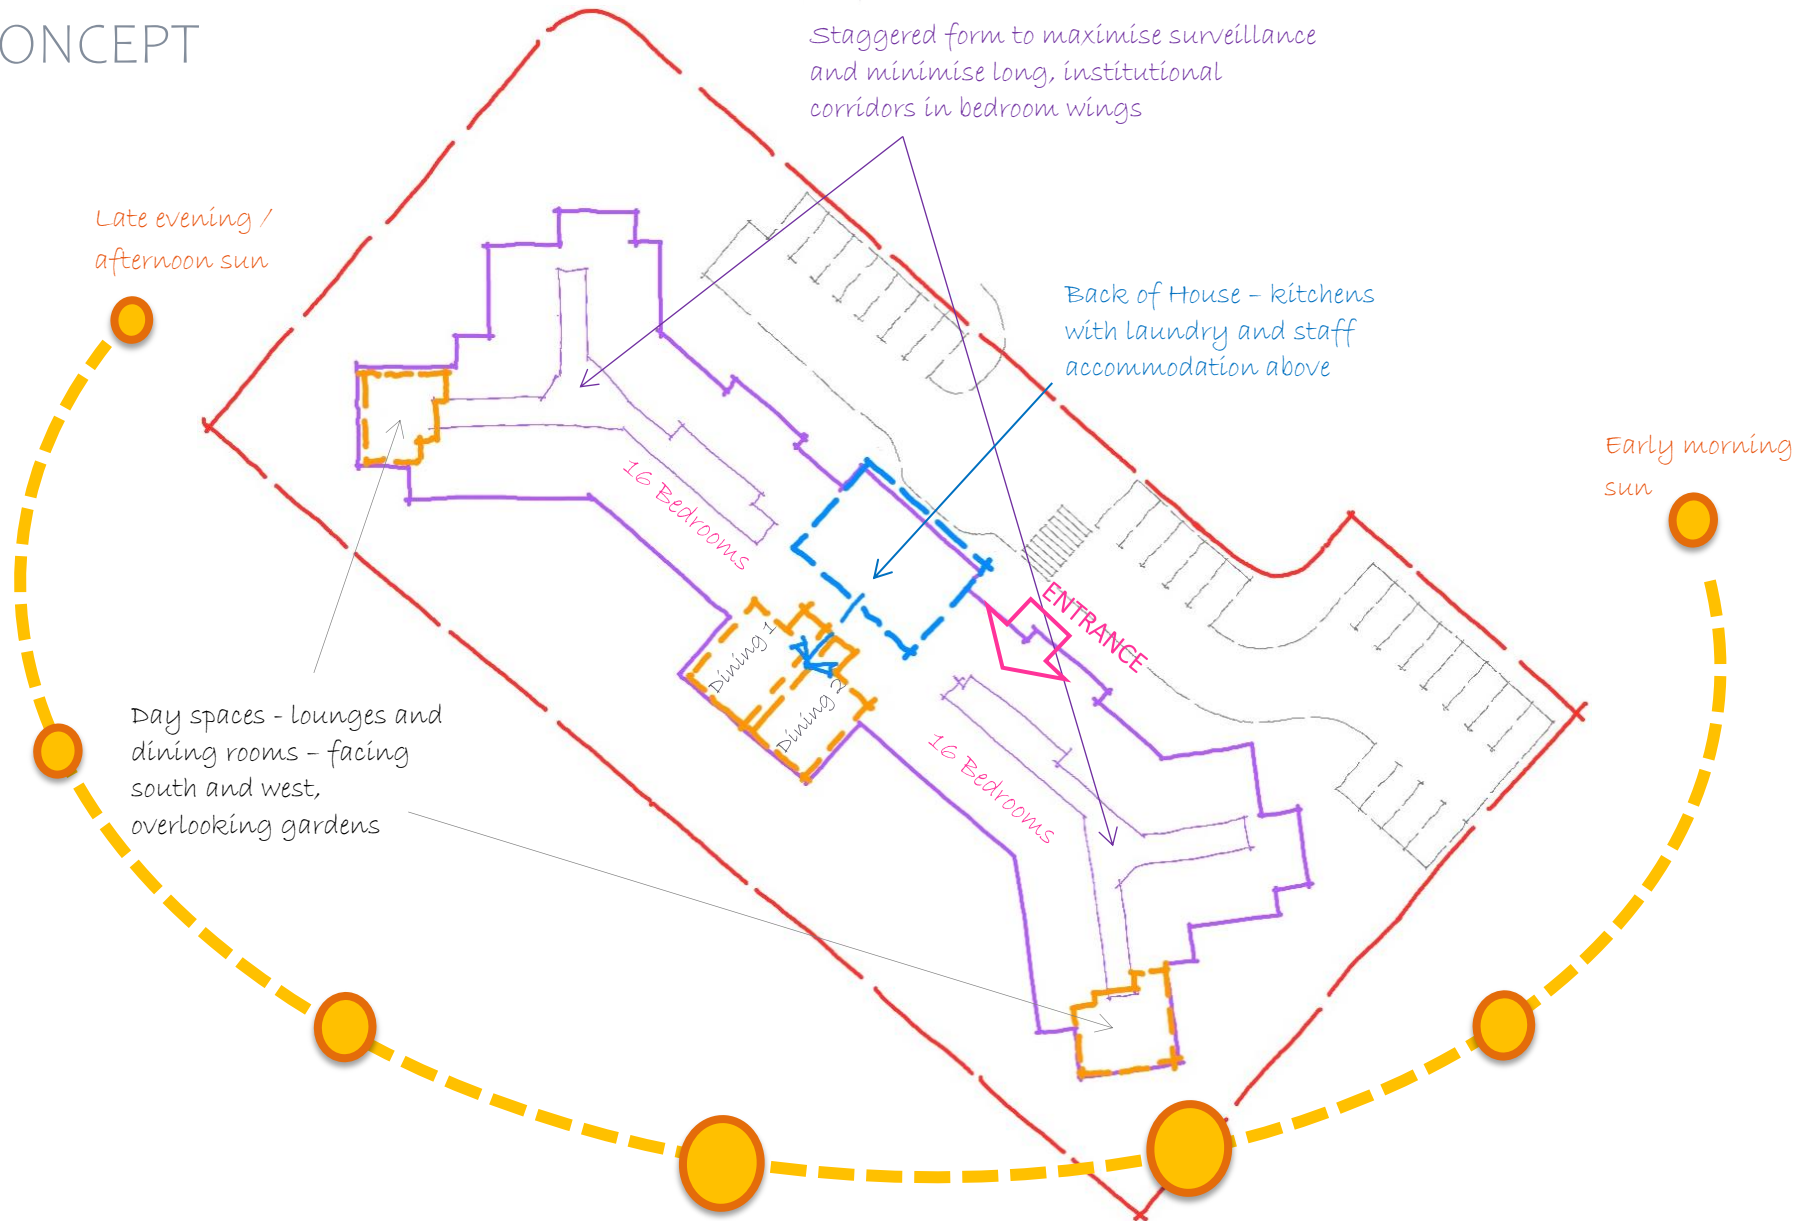 ONCEPT
Staggered form to maximise surveillance
and minimise long, institutional
corridors in bedroom wings
Late evening /
afternoon sun
Back of House – kitchens
with laundry and staff
accommodation above
Early morning
sun
16 Bedrooms
ENTRANCE
Dining 1
Dining 2
16 Bedrooms
Day spaces - lounges and
dining rooms – facing
south and west,
overlooking gardens